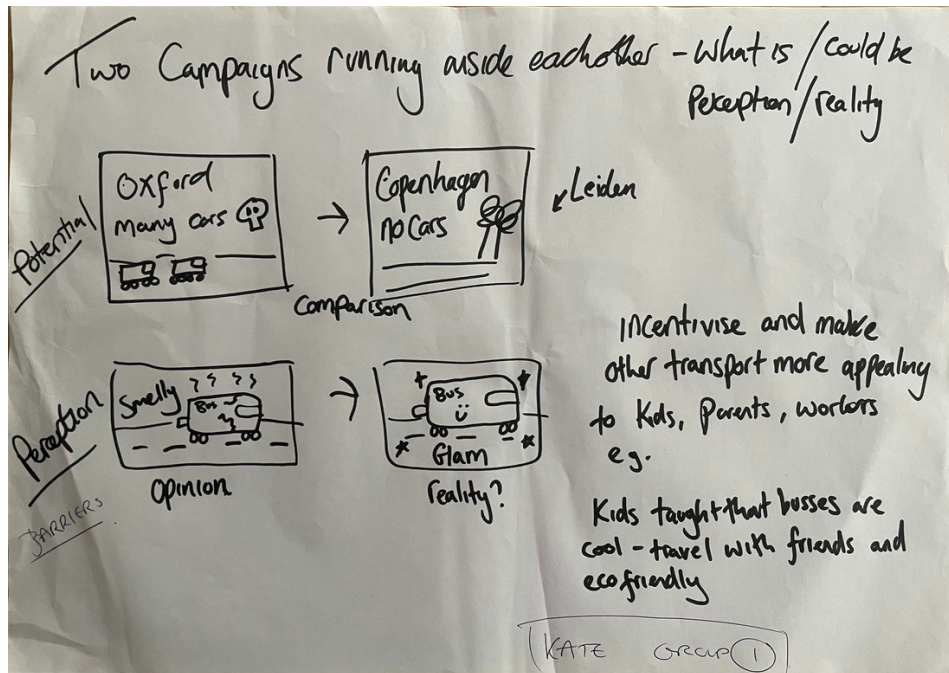 Two Campaigns running inside eachother - What is / could be
Perception / reality
Potential
Oxford
many cars
Copenhagen
no Cars
Leiden
Comparison
Perception
BARRIERS
Smelly
Bus
Opinion
Bus
Glam
reality?
Incentivise and make
other transport more appealing
to Kids, Parents, workers
eg.
Kids taught that busses are
cool - travel with friends and
ecofriendly
KATE GROUP 1